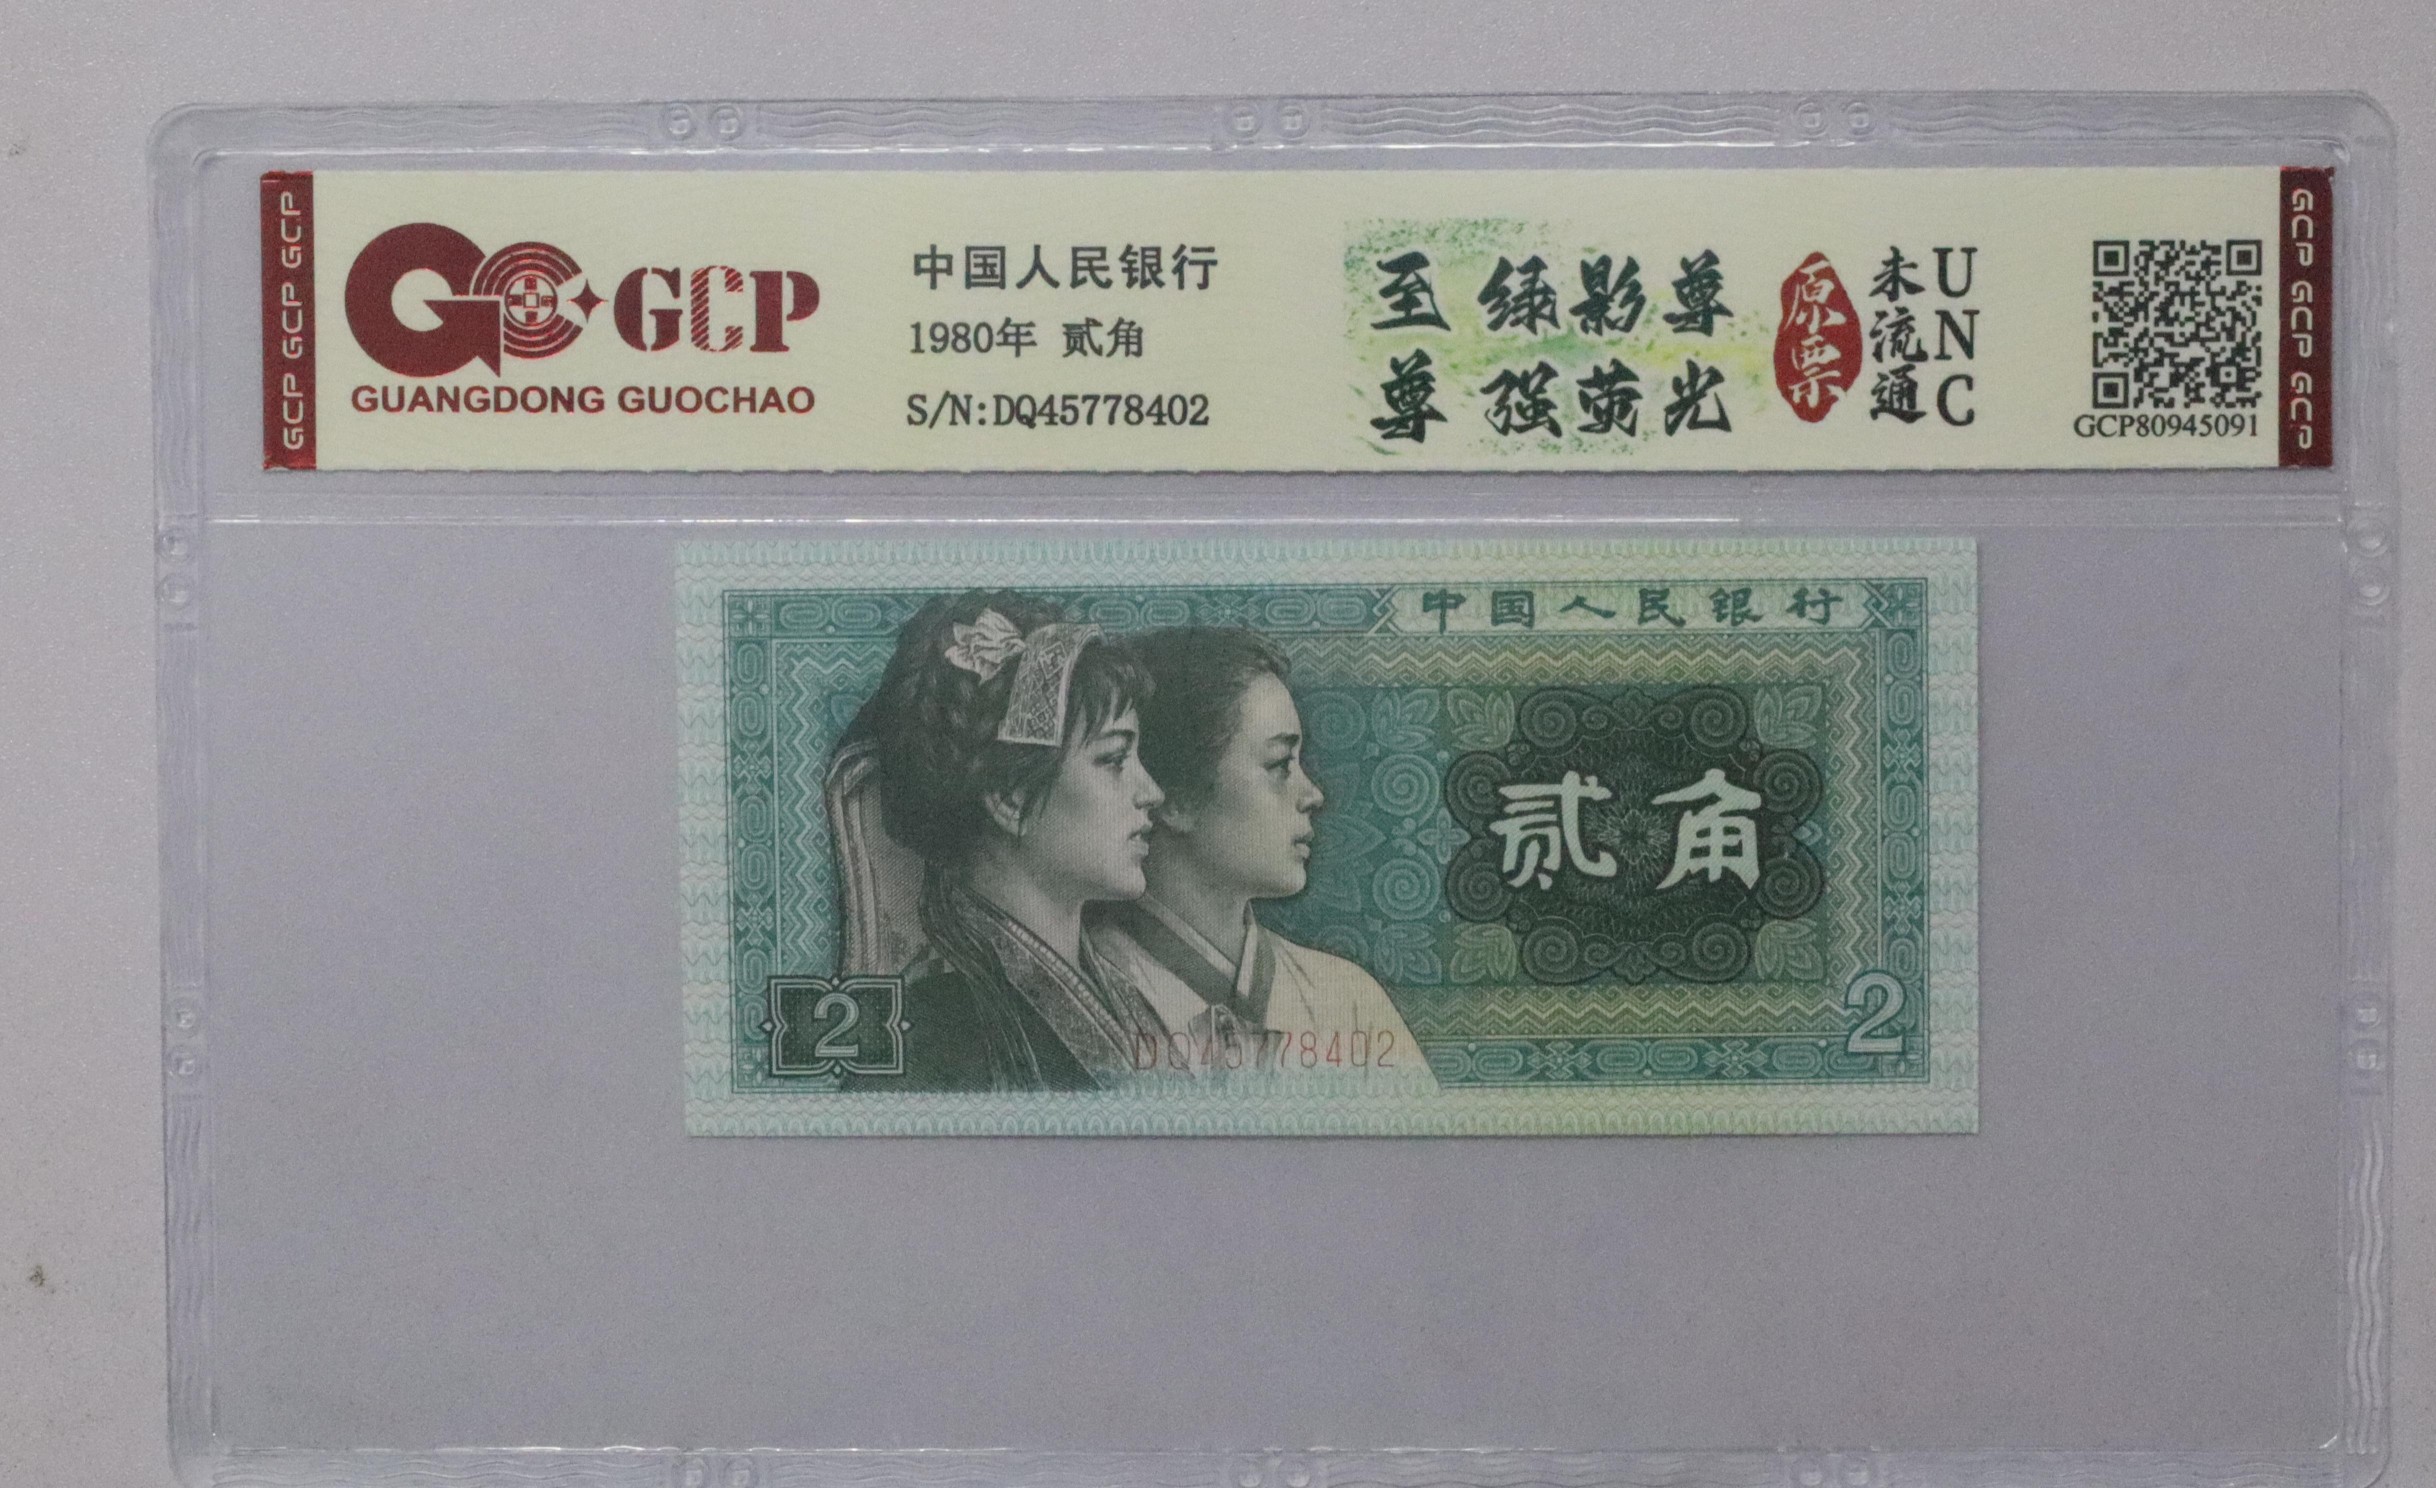 GCP GCP GCP
GCP
GUANGDONG GUOCHAO
中国人民银行
1980年 贰角
S/N:DQ45778402
至尊
绿影尊
强荧光
原票
未流通
UNC
GCP80945091
GCP GCP GCP
中国人民银行
贰角
2
DQ45778402
2